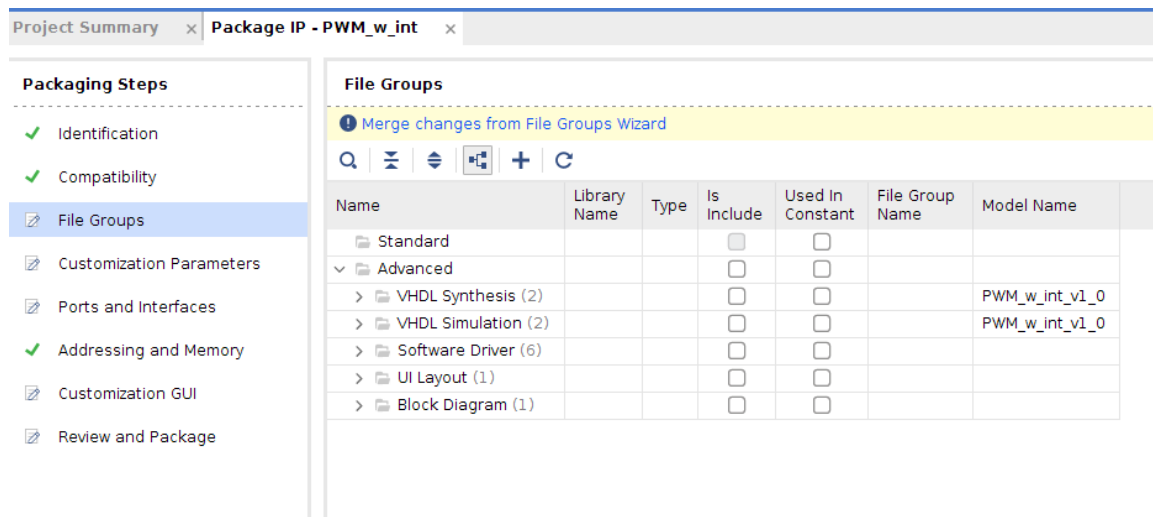 Project Summary × Package IP - PWM_w_int ×
Packaging Steps
Identification
Compatibility
File Groups
Customization Parameters
Ports and Interfaces
Addressing and Memory
Customization GUI
Review and Package
File Groups
Merge changes from File Groups Wizard
Name Library Name Type Is Include Used In Constant File Group Name Model Name
Standard
Advanced
VHDL Synthesis (2) PWM_w_int_v1_0
VHDL Simulation (2) PWM_w_int_v1_0
Software Driver (6)
UI Layout (1)
Block Diagram (1)